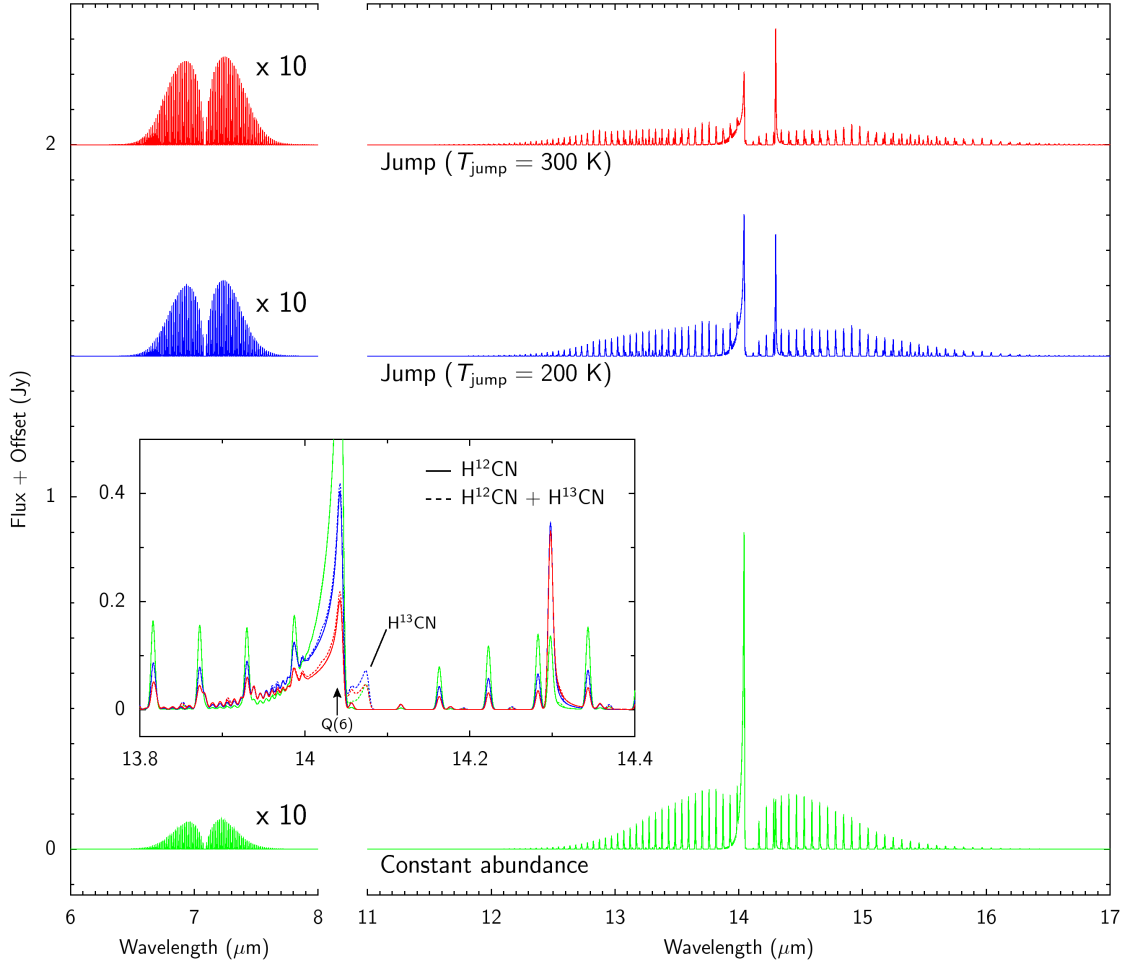 x 10
2
Jump (Tjump = 300 K)
x 10
Jump (Tjump = 200 K)
Flux + Offset (Jy)
1
0.4
0.2
0
H¹²CN
H¹²CN + H¹³CN
H¹³CN
Q(6)
13.8 14 14.2 14.4
x 10
0
Constant abundance
6 7 8 11 12 13 14 15 16 17
Wavelength (μm) Wavelength (μm)